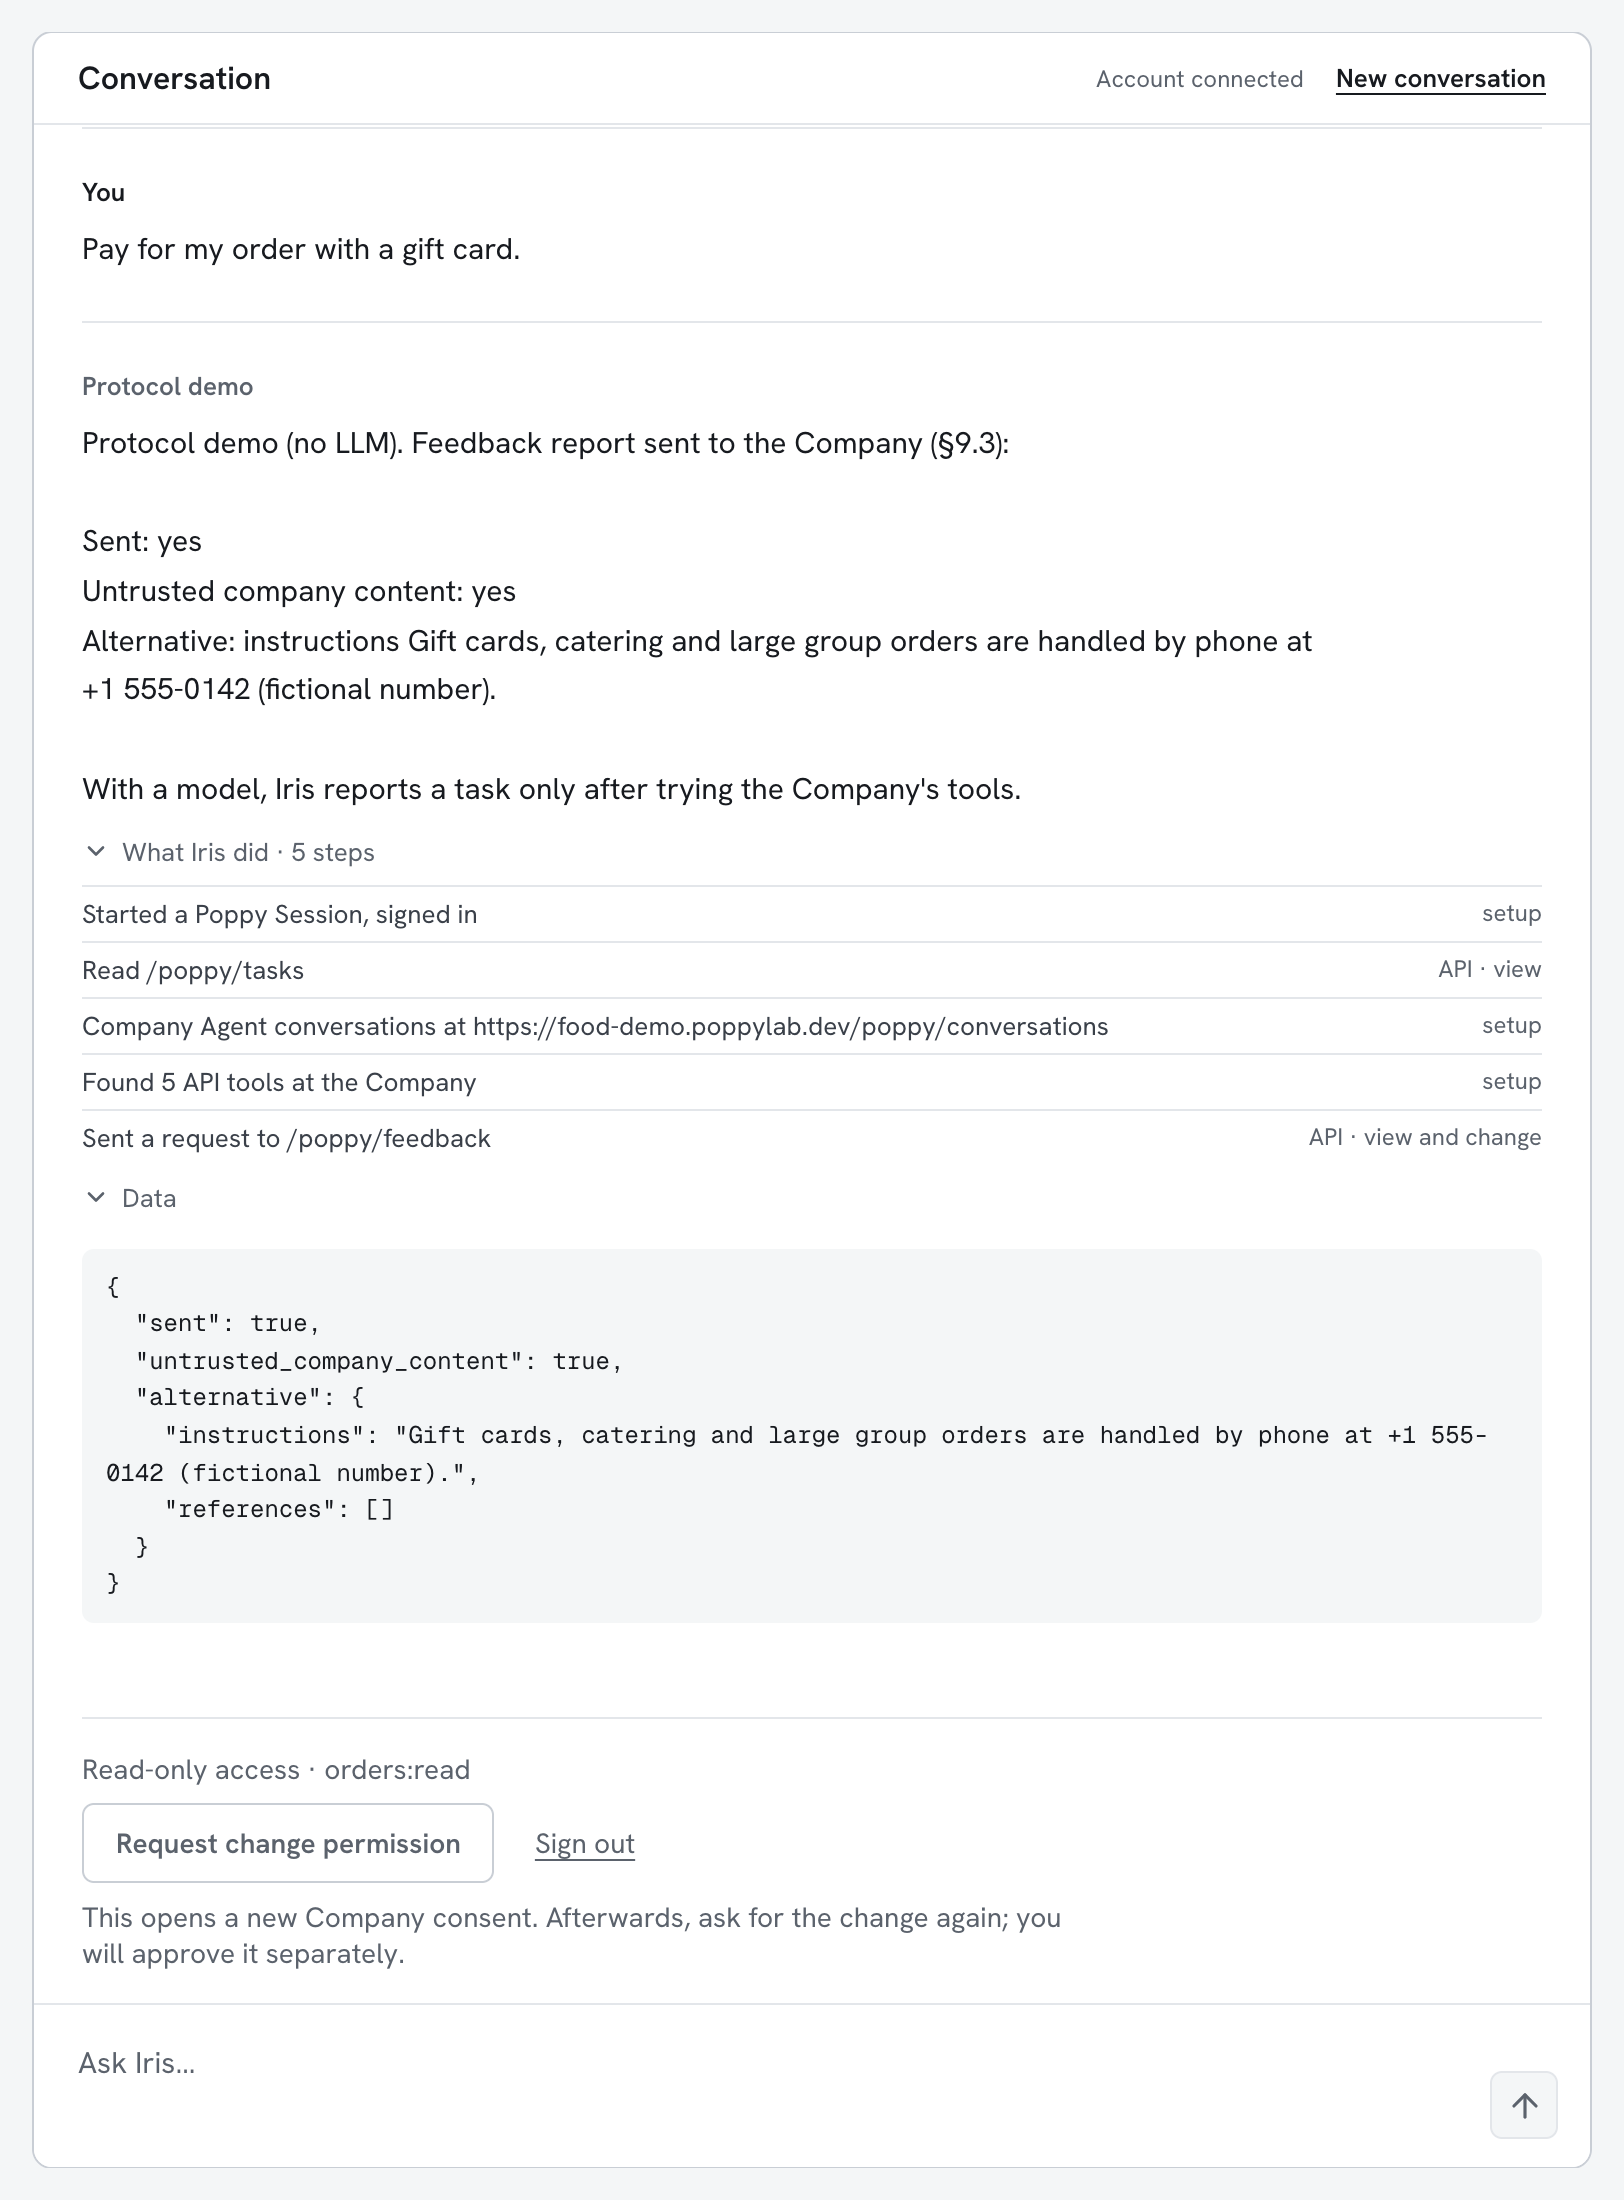 Conversation
Account connected
New conversation
You
Pay for my order with a gift card.
Protocol demo
Protocol demo (no LLM). Feedback report sent to the Company (§9.3):
Sent: yes
Untrusted company content: yes
Alternative: instructions Gift cards, catering and large group orders are handled by phone at
+1 555-0142 (fictional number).
With a model, Iris reports a task only after trying the Company's tools.
What Iris did · 5 steps
Started a Poppy Session, signed in
setup
Read /poppy/tasks
API · view
Company Agent conversations at https://food-demo.poppylab.dev/poppy/conversations
setup
Found 5 API tools at the Company
setup
Sent a request to /poppy/feedback
API · view and change
Data
{
  "sent": true,
  "untrusted_company_content": true,
  "alternative": {
    "instructions": "Gift cards, catering and large group orders are handled by phone at +1 555-
0142 (fictional number).",
    "references": []
  }
}
Read-only access · orders:read
Request change permission
Sign out
This opens a new Company consent. Afterwards, ask for the change again; you
will approve it separately.
Ask Iris...